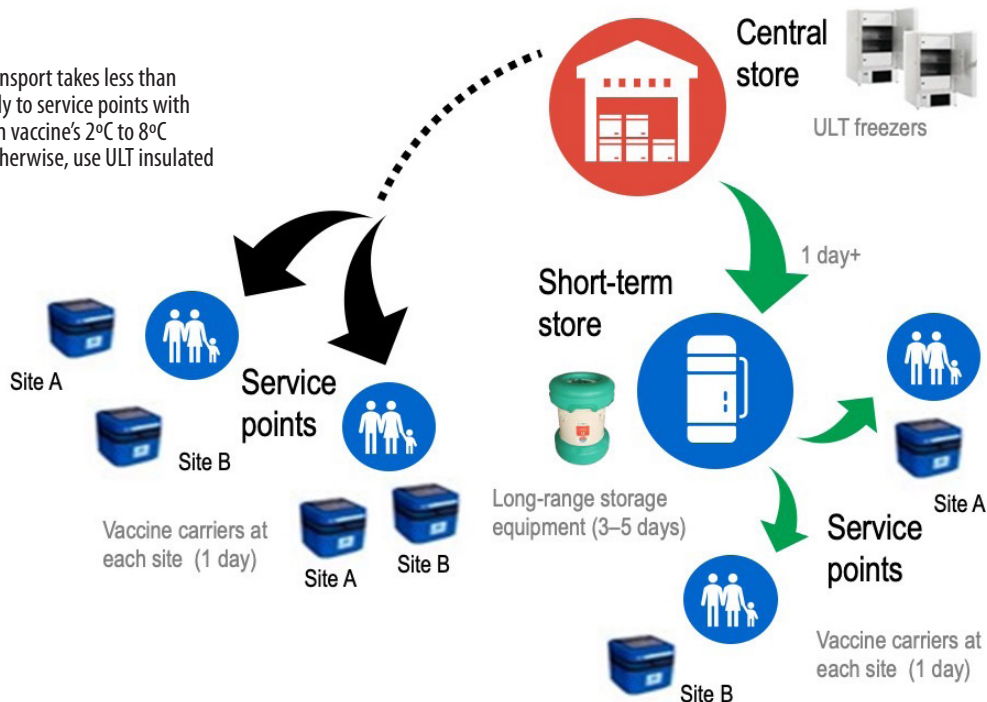 nsport takes less than
ly to service points with
n vaccine's 2ºC to 8ºC
herwise, use ULT insulated
Central
store
ULT freezers
1 day+
Short-term
store
Long-range storage
equipment (3–5 days)
Site A
Service
points
Site B
Vaccine carriers at
each site (1 day)
Site A
Site B
Site A
Service
points
Vaccine carriers at
each site (1 day)
Site B